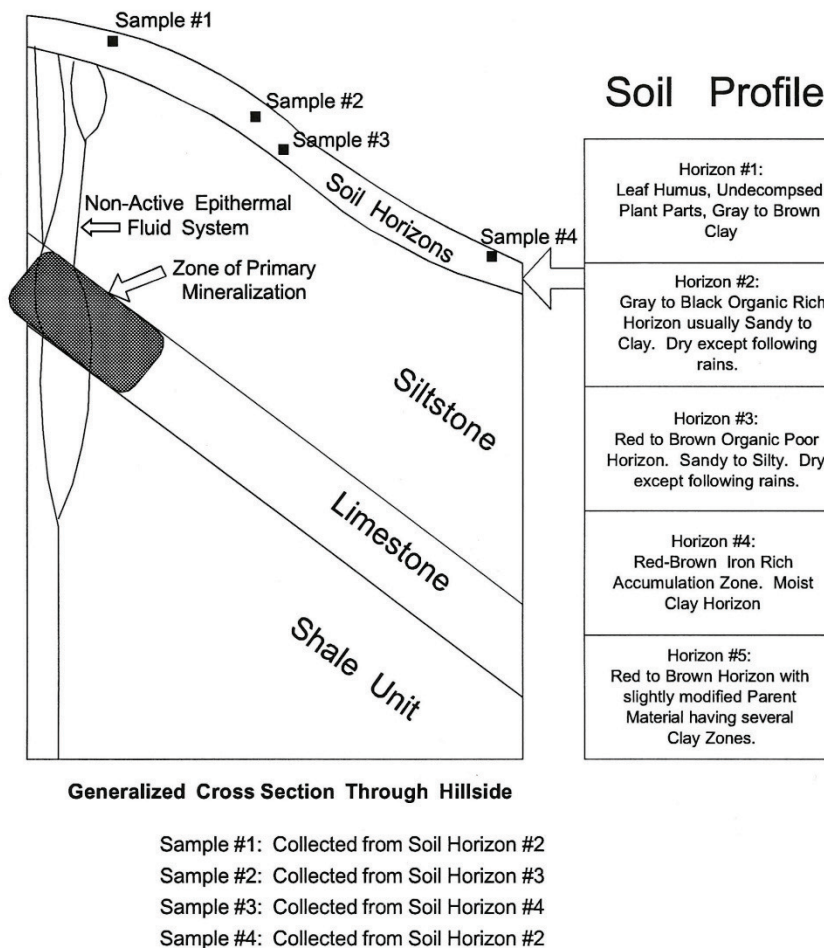 Sample #1
Sample #2
Sample #3
Sample #4
Non-Active Epithermal
Fluid System
Zone of Primary
Mineralization
Soil Horizons
Siltstone
Limestone
Shale Unit
Soil Profile
Horizon #1:
Leaf Humus, Undecompsed
Plant Parts, Gray to Brown
Clay
Horizon #2:
Gray to Black Organic Rich
Horizon usually Sandy to
Clay. Dry except following
rains.
Horizon #3:
Red to Brown Organic Poor
Horizon. Sandy to Silty. Dry
except following rains.
Horizon #4:
Red-Brown Iron Rich
Accumulation Zone. Moist
Clay Horizon
Horizon #5:
Red to Brown Horizon with
slightly modified Parent
Material having several
Clay Zones.
Generalized Cross Section Through Hillside
Sample #1: Collected from Soil Horizon #2
Sample #2: Collected from Soil Horizon #3
Sample #3: Collected from Soil Horizon #4
Sample #4: Collected from Soil Horizon #2